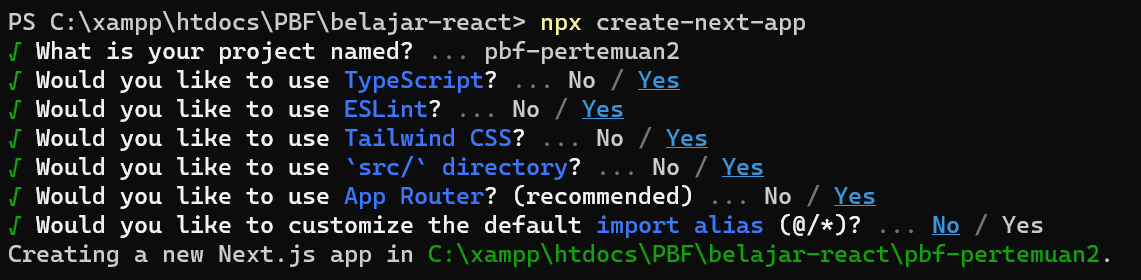 PS C:\xampp\htdocs\PBF\belajar-react> npx create-next-app
√ What is your project named? ... pbf-pertemuan2
√ Would you like to use TypeScript? ... No / Yes
√ Would you like to use ESLint? ... No / Yes
√ Would you like to use Tailwind CSS? ... No / Yes
√ Would you like to use `src/` directory? ... No / Yes
√ Would you like to use App Router? (recommended) ... No / Yes
√ Would you like to customize the default import alias (@/*)? ... No / Yes
Creating a new Next.js app in C:\xampp\htdocs\PBF\belajar-react\pbf-pertemuan2.